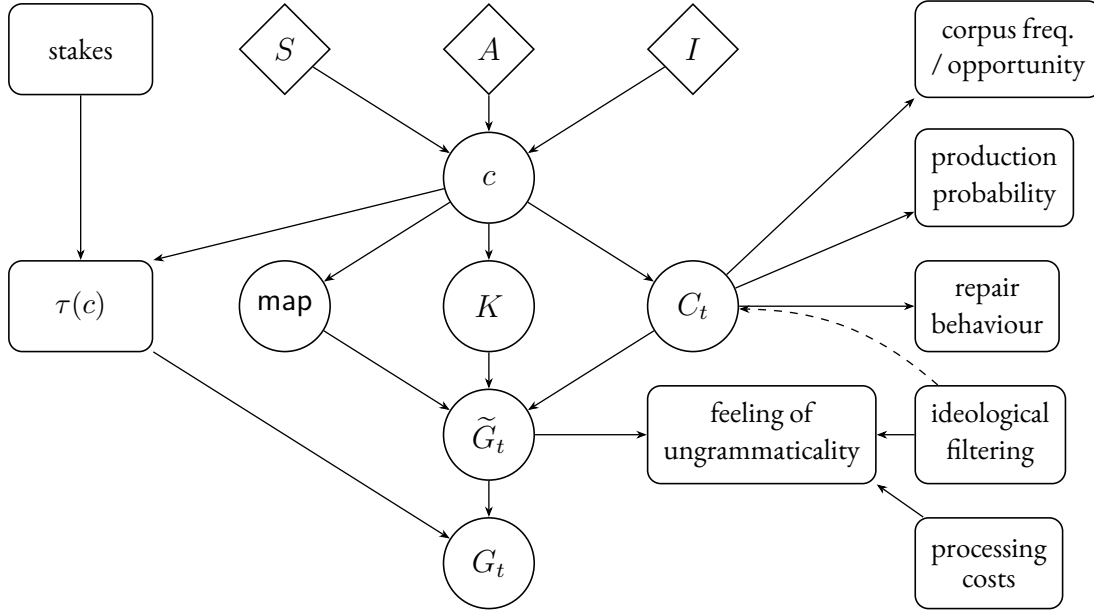 stakes
S
A
I
corpus freq.
/ opportunity
c
production
probability
τ(c)
map
K
C_t
repair
behaviour
G̃_t
feeling of
ungrammaticality
ideological
filtering
G_t
processing
costs